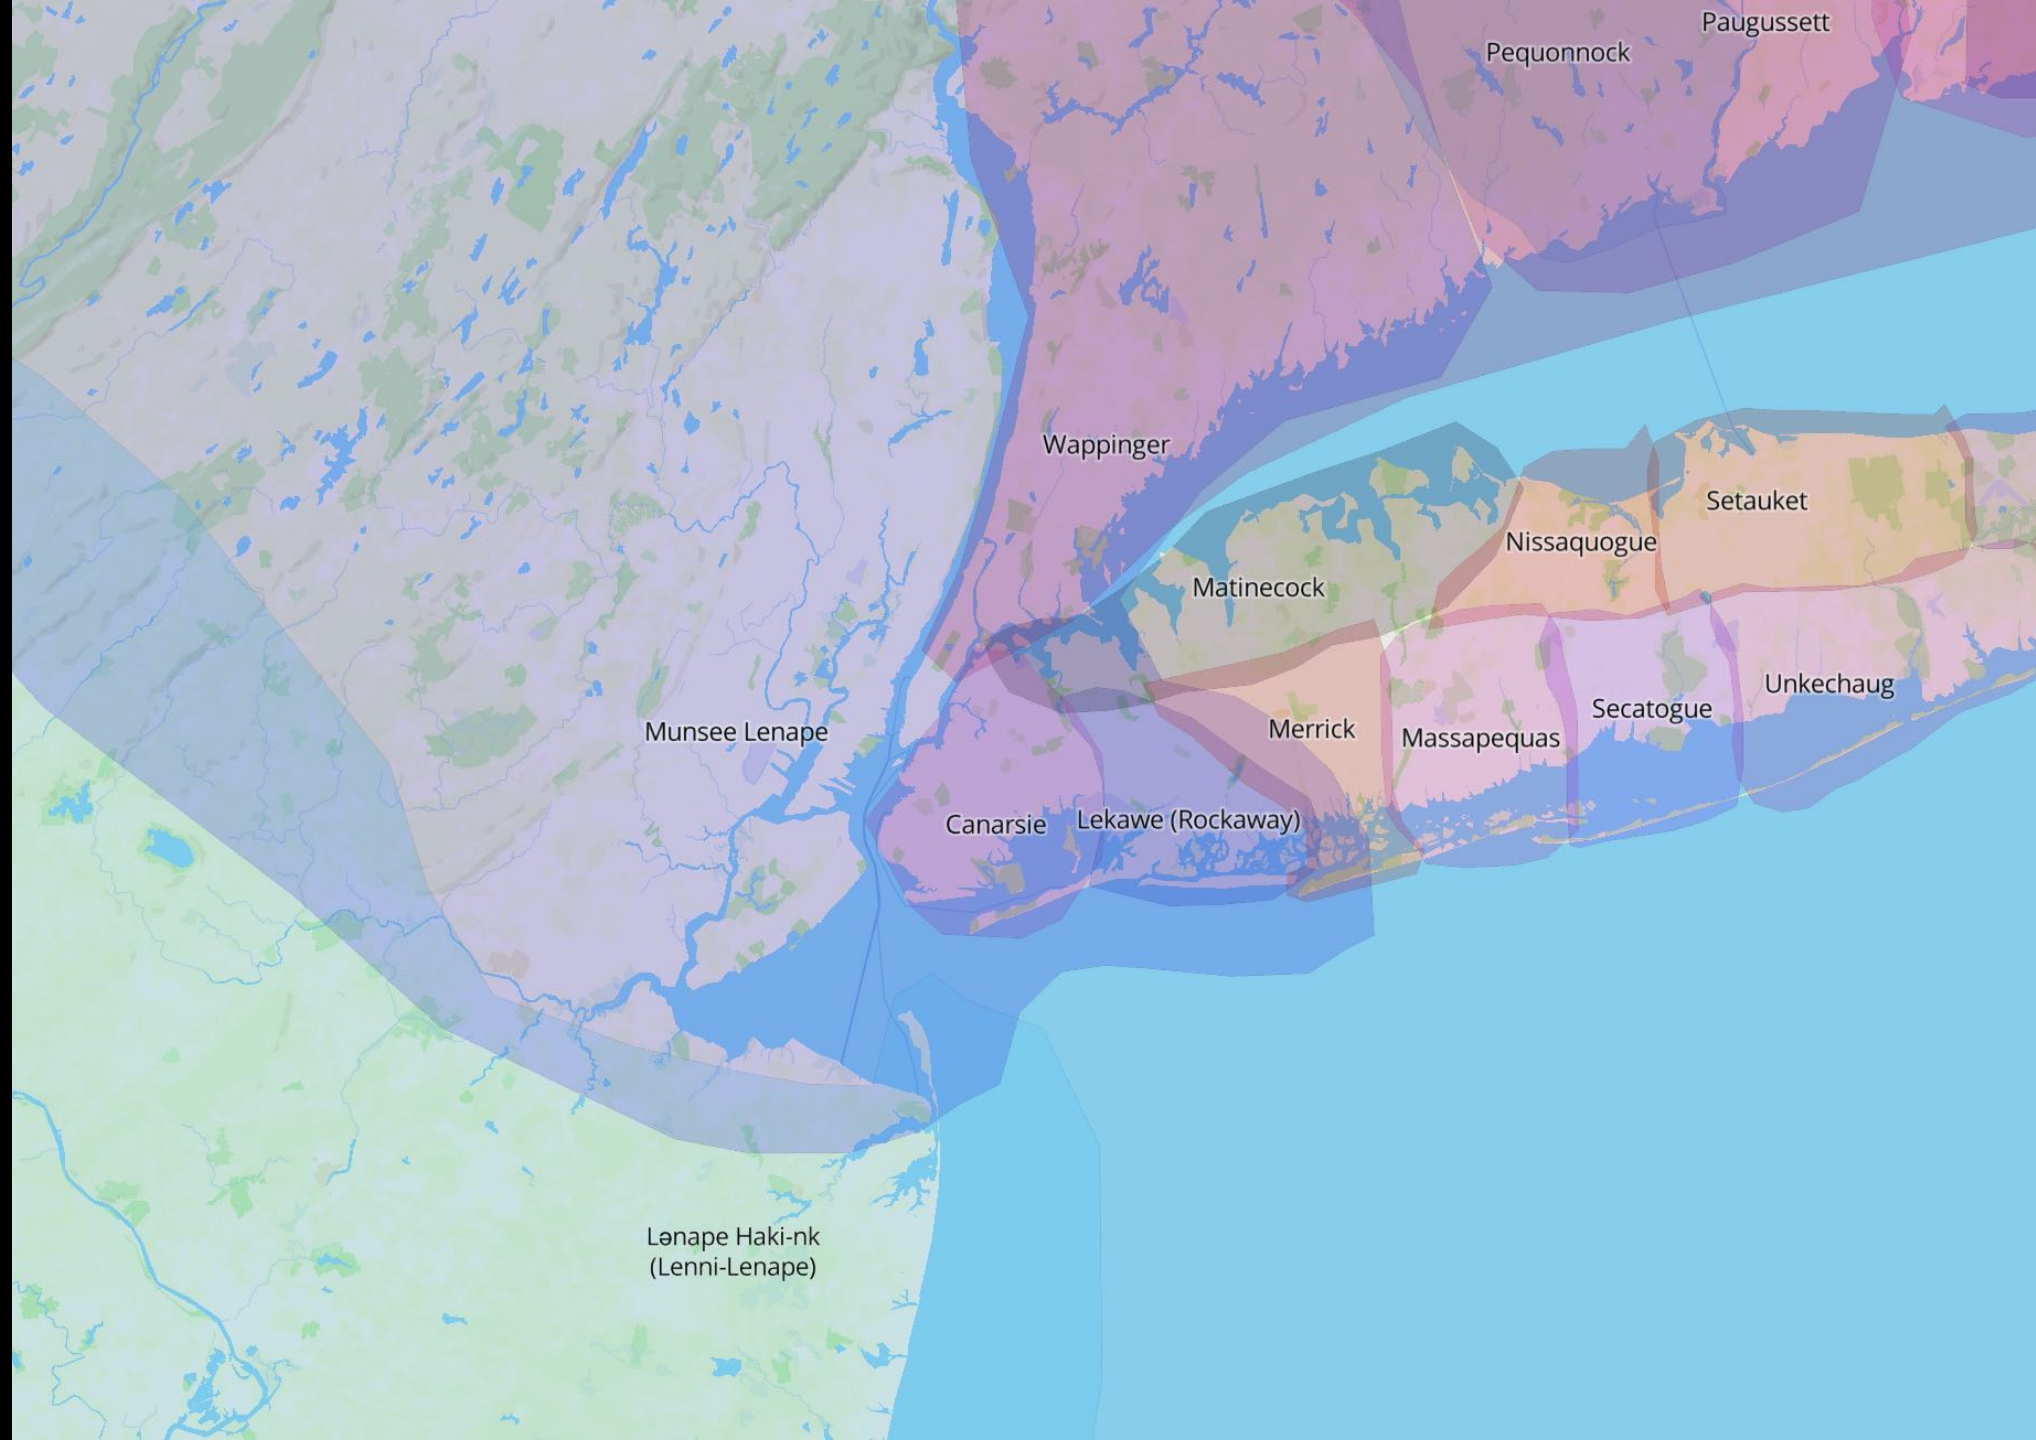 Paugussett
Pequonnock
Wappinger
Setauket
Nissaquogue
Matinecock
Unkechaug
Secatogue
Merrick
Massapequas
Munsee Lenape
Canarsie
Lekawe (Rockaway)
Lənape Haki-nk
(Lenni-Lenape)